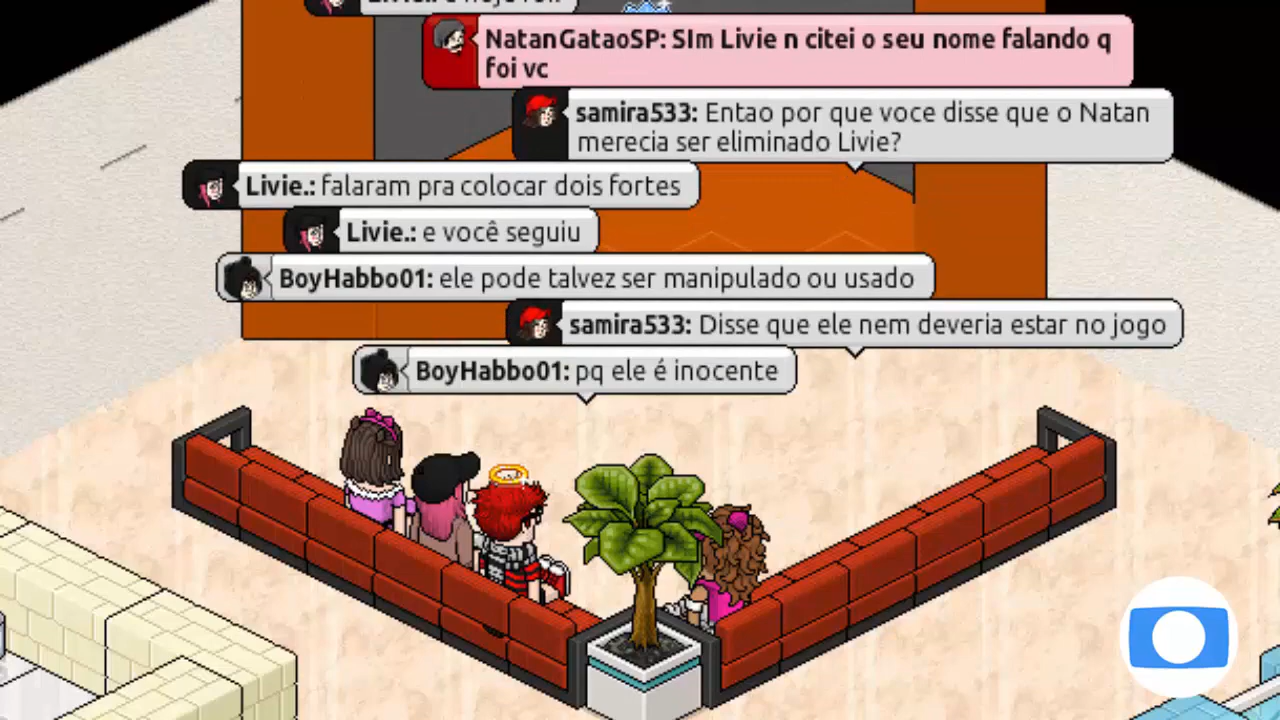 NatanGataoSP: SIm Livie n citei o seu nome falando q
foi vc
samira533: Entao por que voce disse que o Natan
merecia ser eliminado Livie?
Livie.: falaram pra colocar dois fortes
Livie.: e você seguiu
BoyHabbo01: ele pode talvez ser manipulado ou usado
samira533: Disse que ele nem deveria estar no jogo
BoyHabbo01: pq ele é inocente